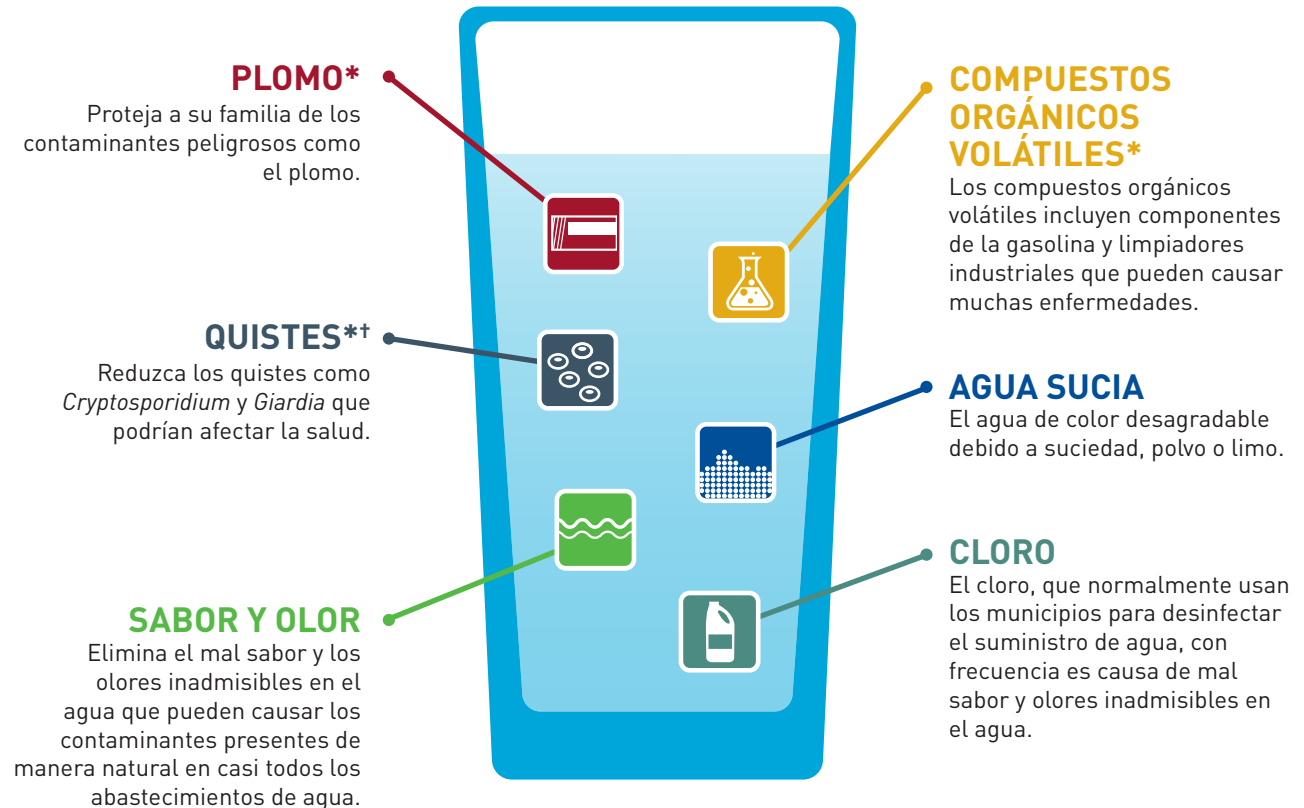 PLOMO*
Proteja a su familia de los
contaminantes peligrosos como
el plomo.
QUISTES*†
Reduzca los quistes como
Cryptosporidium y Giardia que
podrían afectar la salud.
SABOR Y OLOR
Elimina el mal sabor y los
olores inadmisibles en el
agua que pueden causar los
contaminantes presentes de
manera natural en casi todos los
abastecimientos de agua.
COMPUESTOS
ORGÁNICOS
VOLÁTILES*
Los compuestos orgánicos
volátiles incluyen componentes
de la gasolina y limpiadores
industriales que pueden causar
muchas enfermedades.
AGUA SUCIA
El agua de color desagradable
debido a suciedad, polvo o limo.
CLORO
El cloro, que normalmente usan
los municipios para desinfectar
el suministro de agua, con
frecuencia es causa de mal
sabor y olores inadmisibles en
el agua.